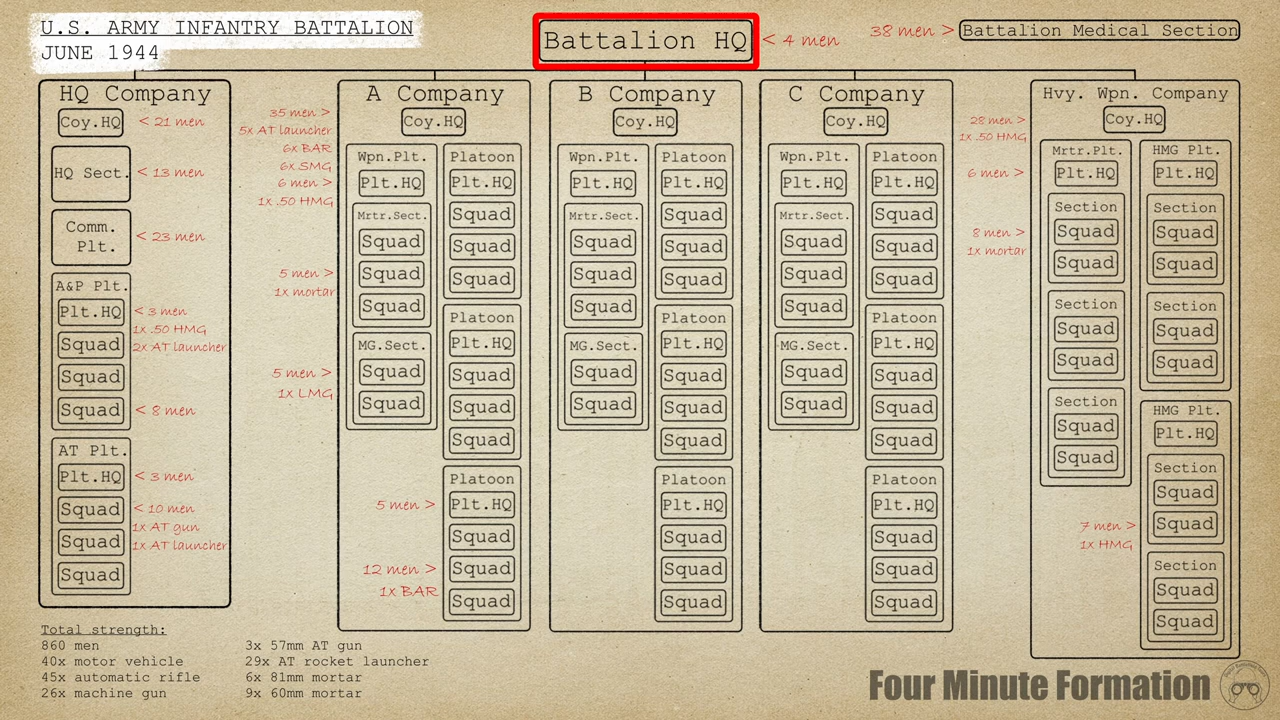 U.S. ARMY INFANTRY BATTALION
JUNE 1944
Battalion HQ
< 4 men
38 men >
Battalion Medical Section
HQ Company
Coy.HQ
< 21 men
HQ Sect.
< 13 men
Comm.
Plt.
< 23 men
A&P Plt.
Plt.HQ
< 3 men
1x .50 HMG
2x AT launcher
Squad
Squad
Squad
< 8 men
AT Plt.
Plt.HQ
< 3 men
Squad
< 10 men
1x AT gun
1x AT launcher
Squad
Squad
35 men >
5x AT launcher
6x BAR
6x SMG
6 men >
1x .50 HMG
5 men >
1x mortar
5 men >
1x LMG
A Company
Coy.HQ
Wpn.Plt.
Plt.HQ
Mrtr.Sect.
Squad
Squad
Squad
MG.Sect.
Squad
Squad
Platoon
Plt.HQ
Squad
Squad
Squad
Platoon
Plt.HQ
Squad
Squad
Squad
Platoon
5 men >
Plt.HQ
Squad
12 men >
1x BAR
Squad
Squad
B Company
Coy.HQ
Wpn.Plt.
Plt.HQ
Mrtr.Sect.
Squad
Squad
Squad
MG.Sect.
Squad
Squad
Platoon
Plt.HQ
Squad
Squad
Squad
Platoon
Plt.HQ
Squad
Squad
Squad
Platoon
Plt.HQ
Squad
Squad
Squad
C Company
Coy.HQ
Wpn.Plt.
Plt.HQ
Mrtr.Sect.
Squad
Squad
Squad
MG.Sect.
Squad
Squad
Platoon
Plt.HQ
Squad
Squad
Squad
Platoon
Plt.HQ
Squad
Squad
Squad
Platoon
Plt.HQ
Squad
Squad
Squad
Hvy. Wpn. Company
28 men >
1x .50 HMG
Coy.HQ
Mrtr.Plt.
6 men >
Plt.HQ
Section
8 men >
1x mortar
Squad
Squad
Section
Squad
Squad
Section
Squad
Squad
HMG Plt.
Plt.HQ
Section
Squad
Squad
Section
Squad
Squad
HMG Plt.
Plt.HQ
Section
Squad
7 men >
1x HMG
Squad
Section
Squad
Squad
Total strength:
860 men
40x motor vehicle
45x automatic rifle
26x machine gun
3x 57mm AT gun
29x AT rocket launcher
6x 81mm mortar
9x 60mm mortar
Four Minute Formation